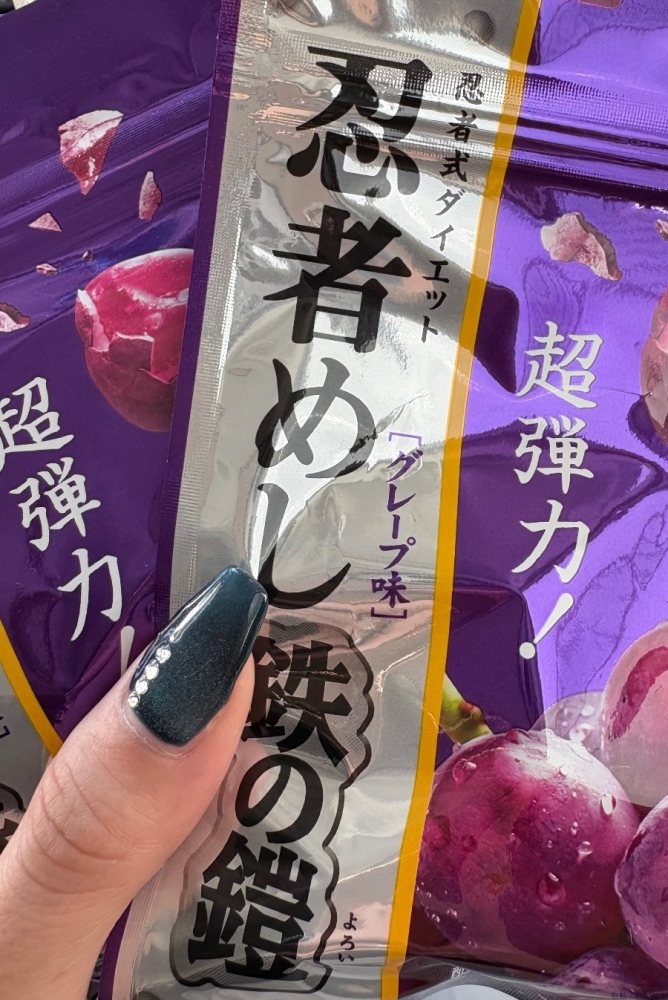 忍者式ダイエット
忍者めし
[グレープ味]
鉄の鎧
よろい
超弾力!
超弾力!